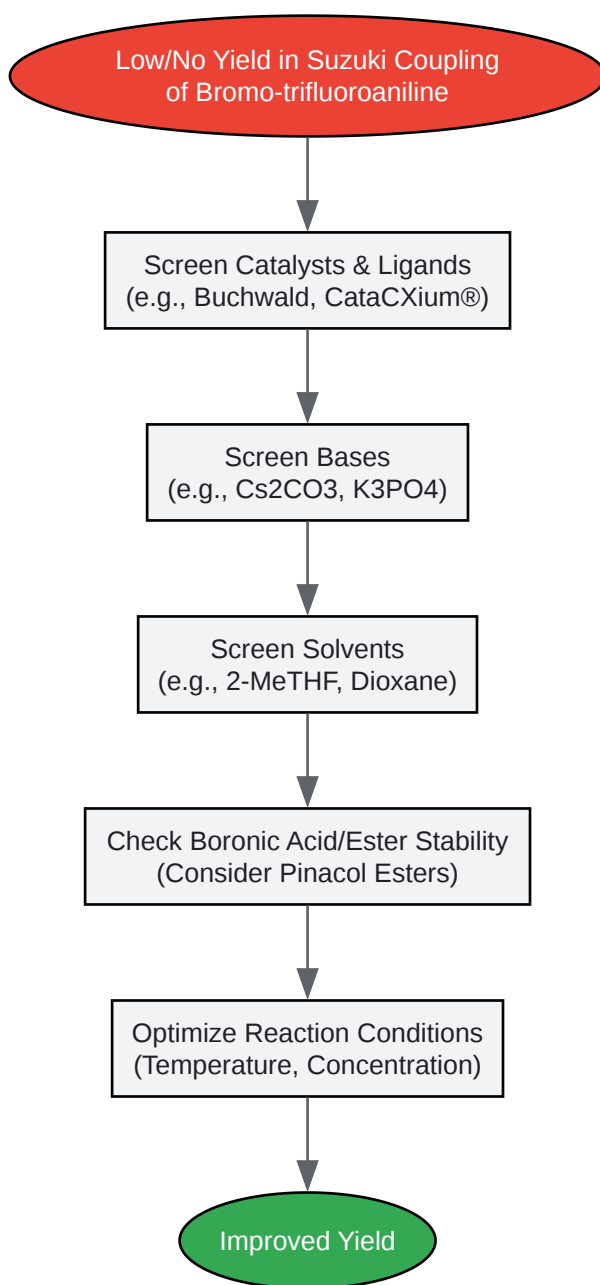 Low/No Yield in Suzuki Coupling
of Bromo-trifluoroaniline
Screen Catalysts & Ligands
(e.g., Buchwald, CataCXium®)
Screen Bases
(e.g., Cs2CO3, K3PO4)
Screen Solvents
(e.g., 2-MeTHF, Dioxane)
Check Boronic Acid/Ester Stability
(Consider Pinacol Esters)
Optimize Reaction Conditions
(Temperature, Concentration)
Improved Yield